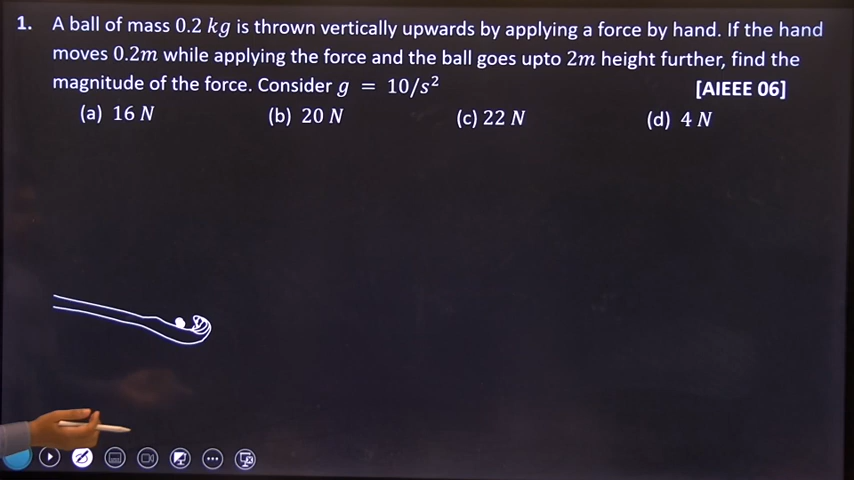 1. A ball of mass 0.2 kg is thrown vertically upwards by applying a force by hand. If the hand
moves 0.2m while applying the force and the ball goes upto 2m height further, find the
magnitude of the force. Consider g = 10/s² [AIEEE 06]
(a) 16 N (b) 20 N (c) 22 N (d) 4 N